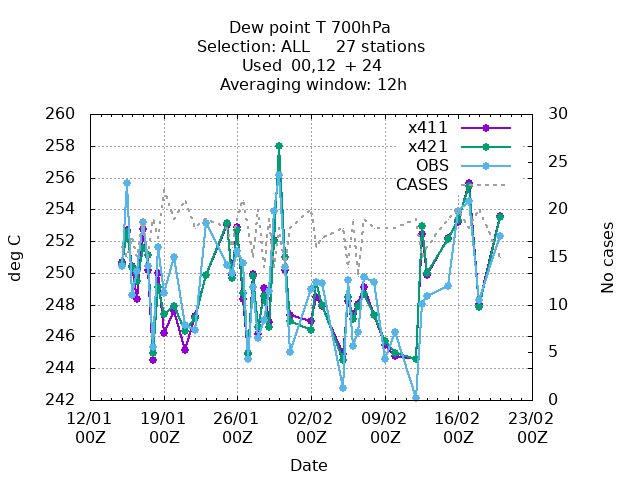 Dew point T 700hPa
Selection: ALL 27 stations
Used 00,12 + 24
Averaging window: 12h
260
258
256
254
252
250
248
246
244
242
deg C
30
25
20
15
10
5
0
No cases
x411
x421
OBS
CASES
12/01 19/01 26/01 02/02 09/02 16/02 23/02
00Z 00Z 00Z 00Z 00Z 00Z 00Z
Date